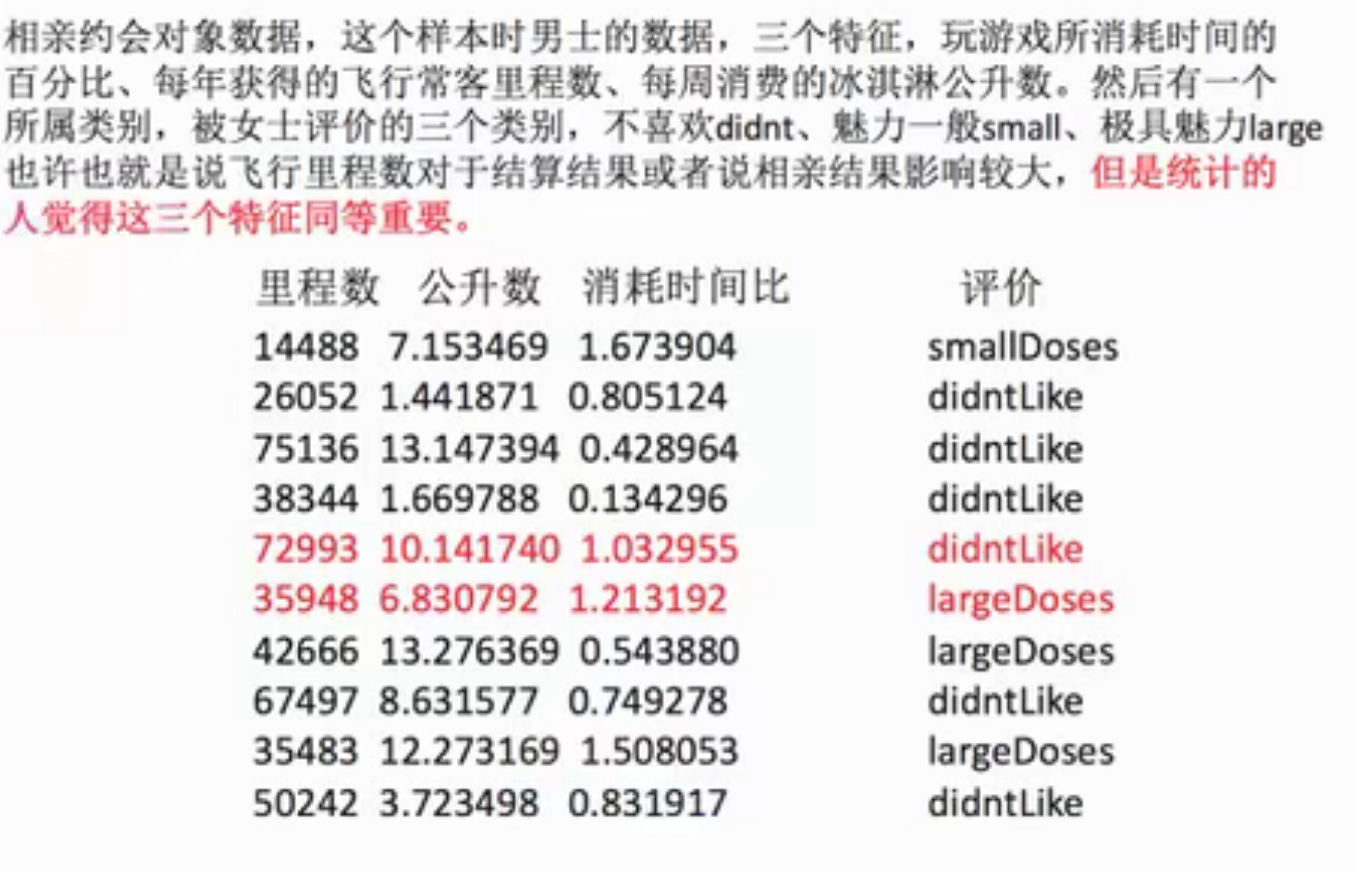 相亲约会对象数据，这个样本时男士的数据，三个特征，玩游戏所消耗时间的
百分比、每年获得的飞行常客里程数、每周消费的冰淇淋公升数。然后有一个
所属类别，被女士评价的三个类别，不喜欢didnt、魅力一般small、极具魅力large
也许也就是说飞行里程数对于结算结果或者说相亲结果影响较大，但是统计的
人觉得这三个特征同等重要。
里程数 公升数 消耗时间比 评价
14488 7.153469 1.673904 smallDoses
26052 1.441871 0.805124 didntLike
75136 13.147394 0.428964 didntLike
38344 1.669788 0.134296 didntLike
72993 10.141740 1.032955 didntLike
35948 6.830792 1.213192 largeDoses
42666 13.276369 0.543880 largeDoses
67497 8.631577 0.749278 didntLike
35483 12.273169 1.508053 largeDoses
50242 3.723498 0.831917 didntLike